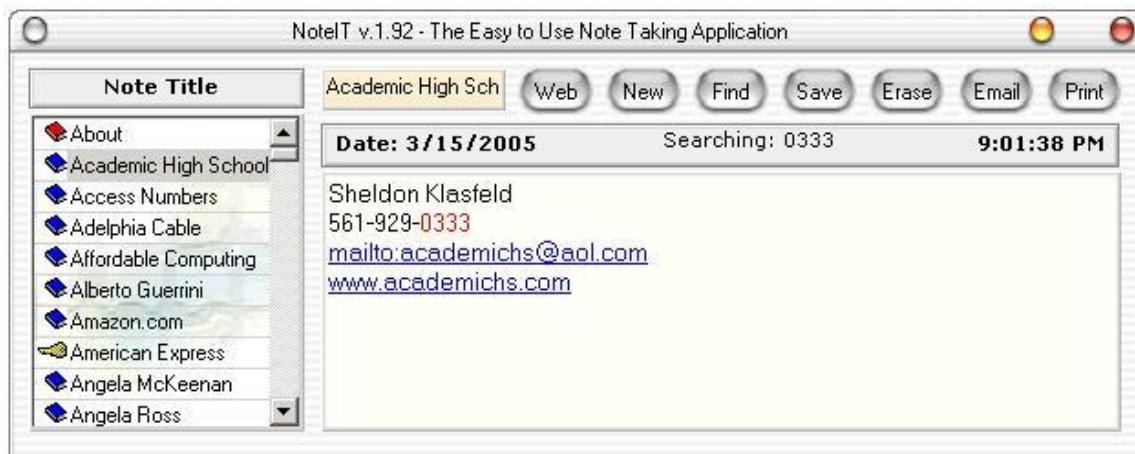 NoteIT v.1.92 - The Easy to Use Note Taking Application
Note Title
Academic High Sch
Web
New
Find
Save
Erase
Email
Print
Date: 3/15/2005
Searching: 0333
9:01:38 PM
About
Academic High School
Access Numbers
Adelphia Cable
Affordable Computing
Alberto Guerrini
Amazon.com
American Express
Angela McKeenan
Angela Ross
Sheldon Klasfeld
561-929-0333
mailto:academichs@aol.com
www.academichs.com